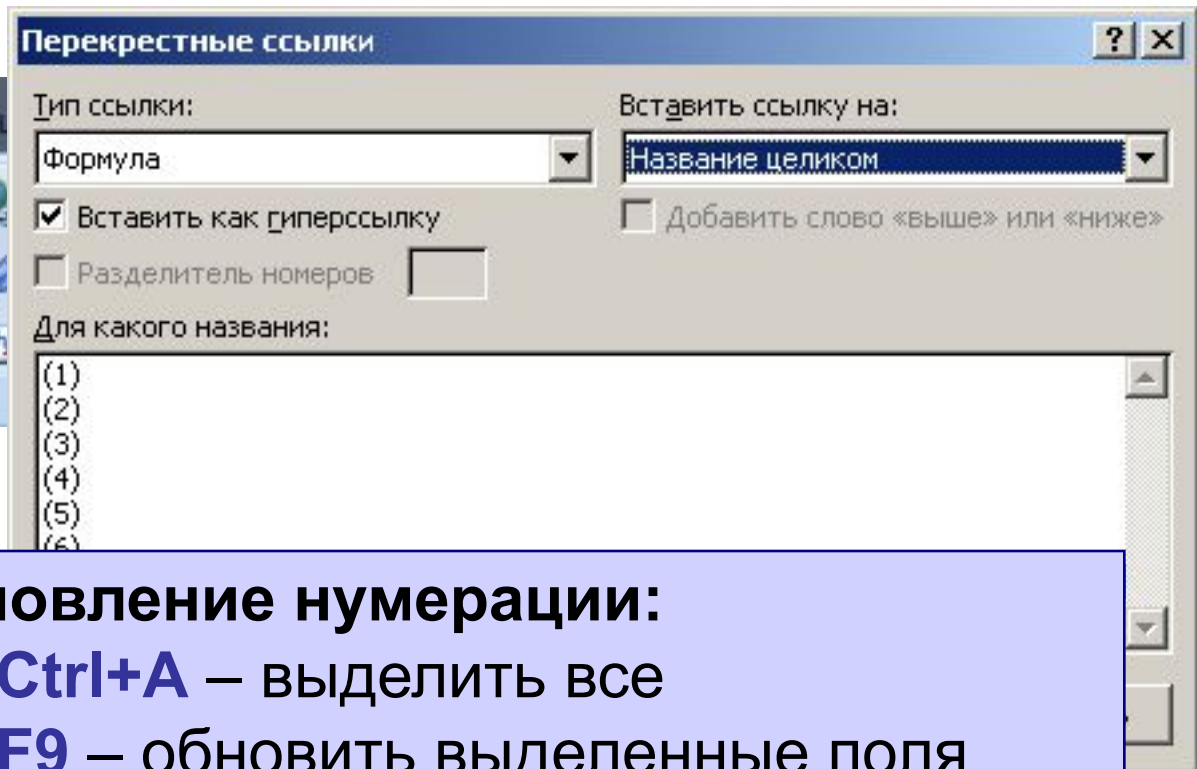 Перекрестные ссылки
Тип ссылки: Вставить ссылку на:
Формула Название целиком
Вставить как гиперссылку Добавить слово «выше» или «ниже»
Разделитель номеров
Для какого названия:
(1)
(2)
(3)
(4)
(5)
(6)
новление нумерации:
Ctrl+A – выделить все
F9 – обновить выделенные поля